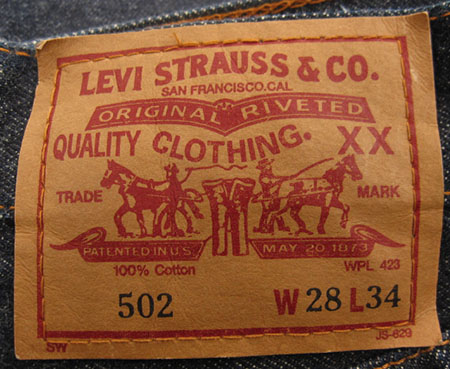 LEVI STRAUSS & CO.
SAN FRANCISCO.CAL
ORIGINAL RIVETED
QUALITY CLOTHING. XX
TRADE MARK
PATENTED IN U.S. MAY 20 1873
100% Cotton WPL 423
502 W 28 L 34
SW JS-629